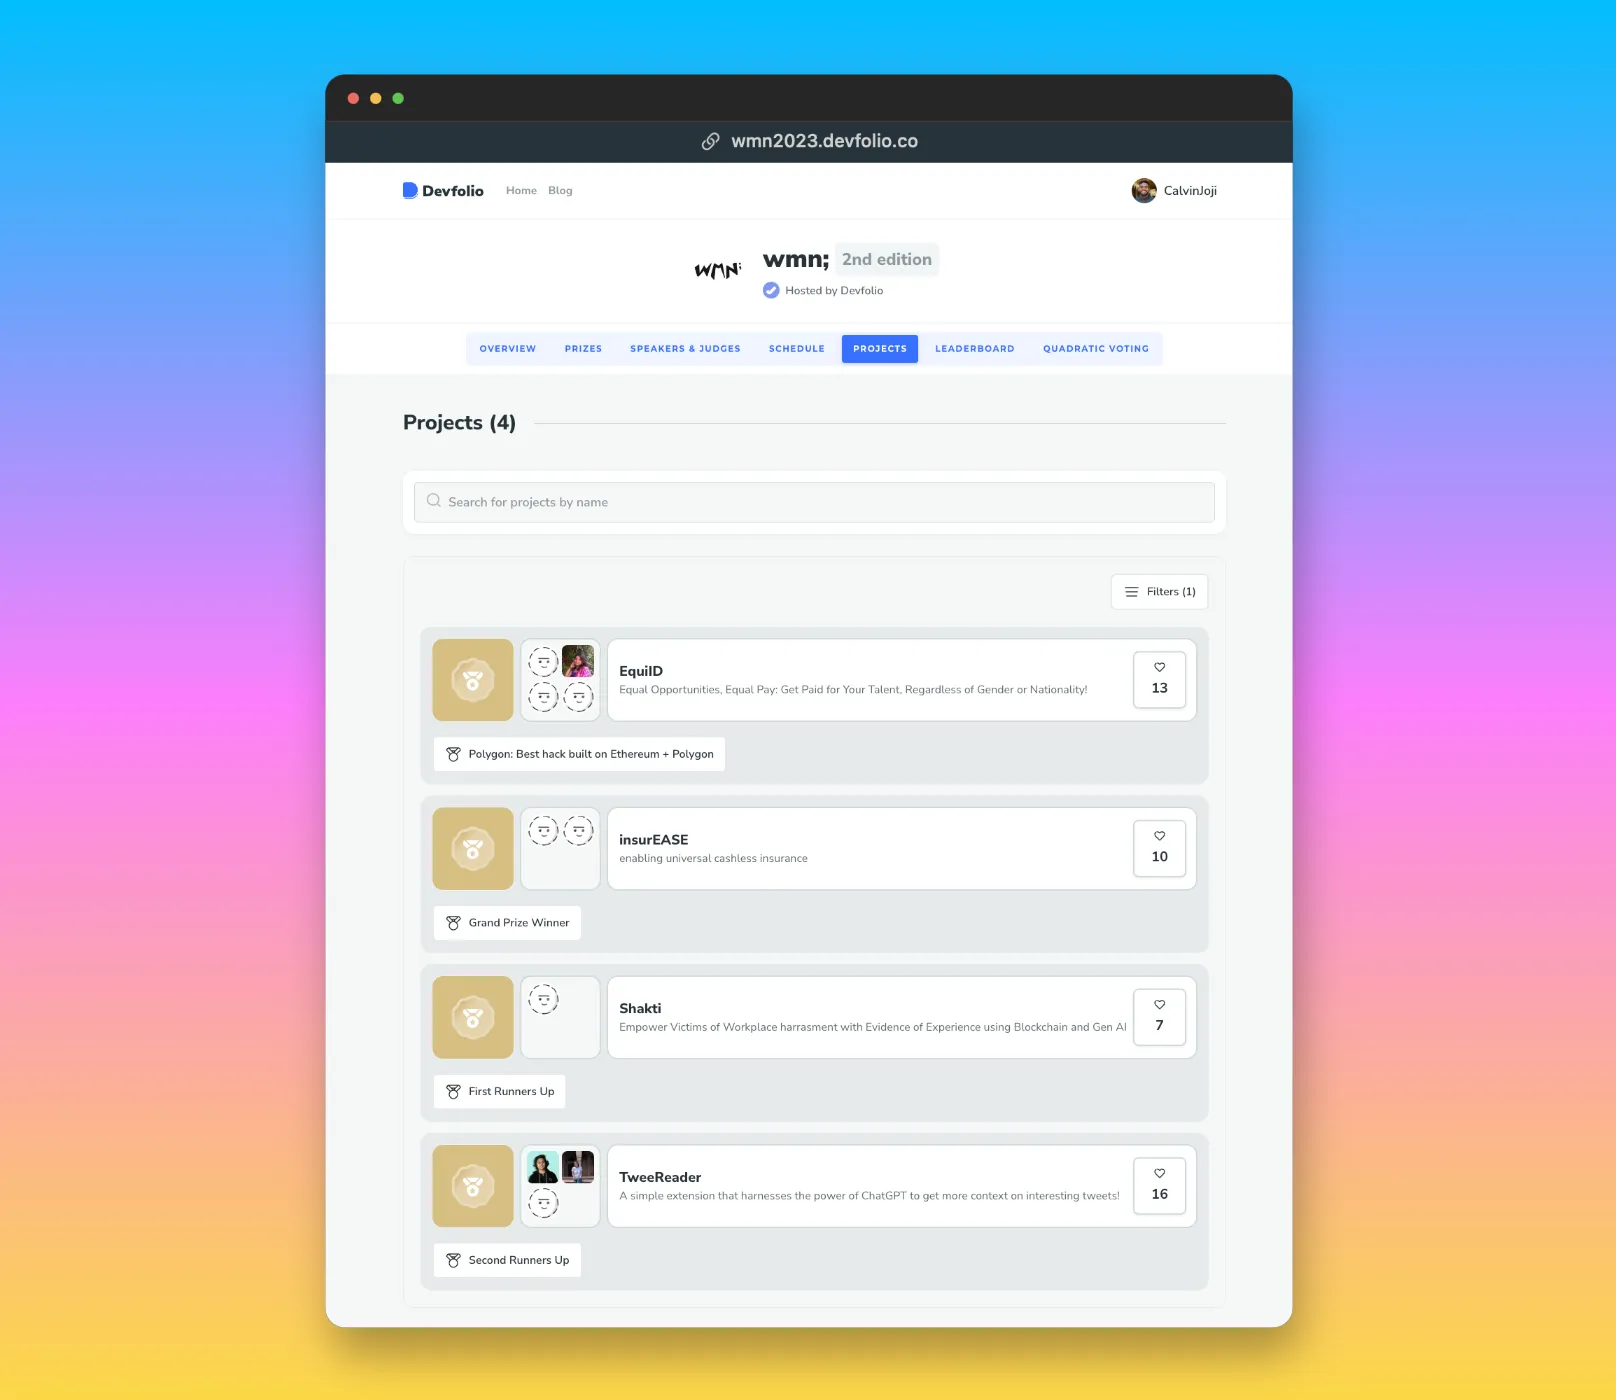 wmn2023.devfolio.co
Devfolio Home Blog CalvinJoji
WMN;
wmn; 2nd edition
Hosted by Devfolio
OVERVIEW PRIZES SPEAKERS & JUDGES SCHEDULE PROJECTS LEADERBOARD QUADRATIC VOTING
Projects (4)
Search for projects by name
Filters (1)
EquiID
Equal Opportunities, Equal Pay: Get Paid for Your Talent, Regardless of Gender or Nationality!
13
Polygon: Best hack built on Ethereum + Polygon
insurEASE
enabling universal cashless insurance
10
Grand Prize Winner
Shakti
Empower Victims of Workplace harrasment with Evidence of Experience using Blockchain and Gen AI
7
First Runners Up
TweeReader
A simple extension that harnesses the power of ChatGPT to get more context on interesting tweets!
16
Second Runners Up